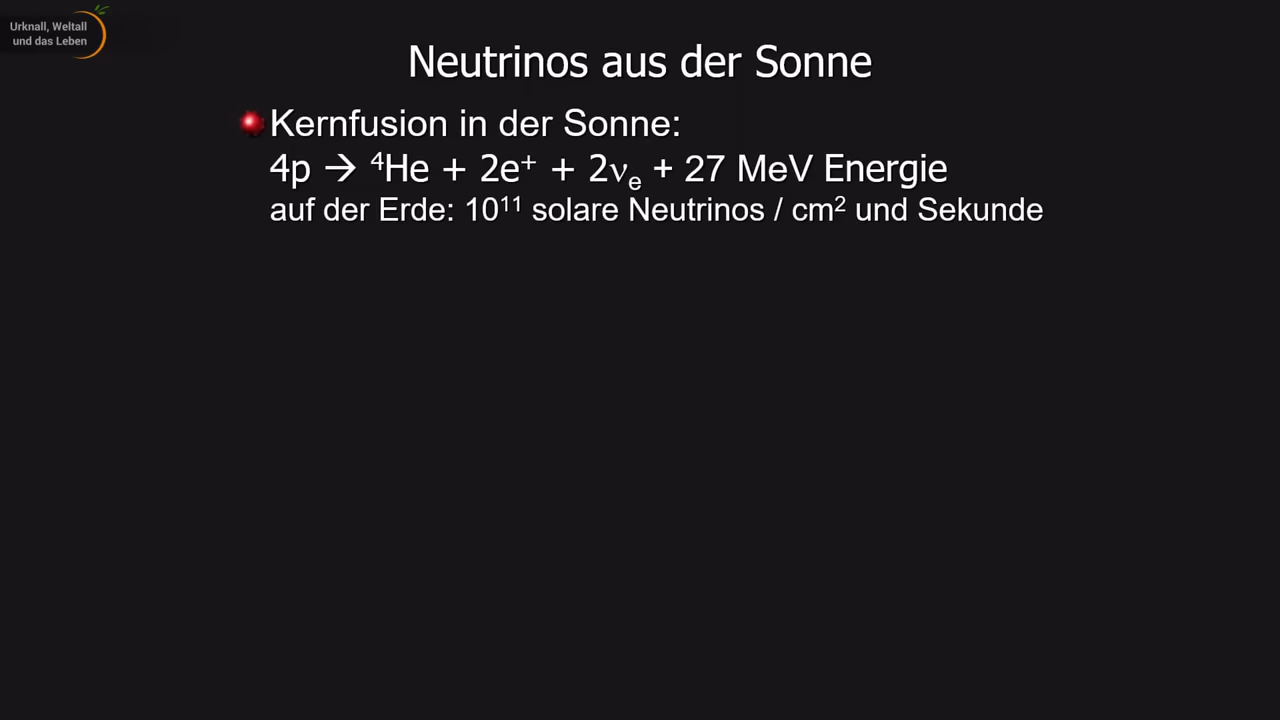 Urknall, Weltall
und das Leben
Neutrinos aus der Sonne
Kernfusion in der Sonne:
4p → ⁴He + 2e⁺ + 2νₑ + 27 MeV Energie
auf der Erde: 10¹¹ solare Neutrinos / cm² und Sekunde